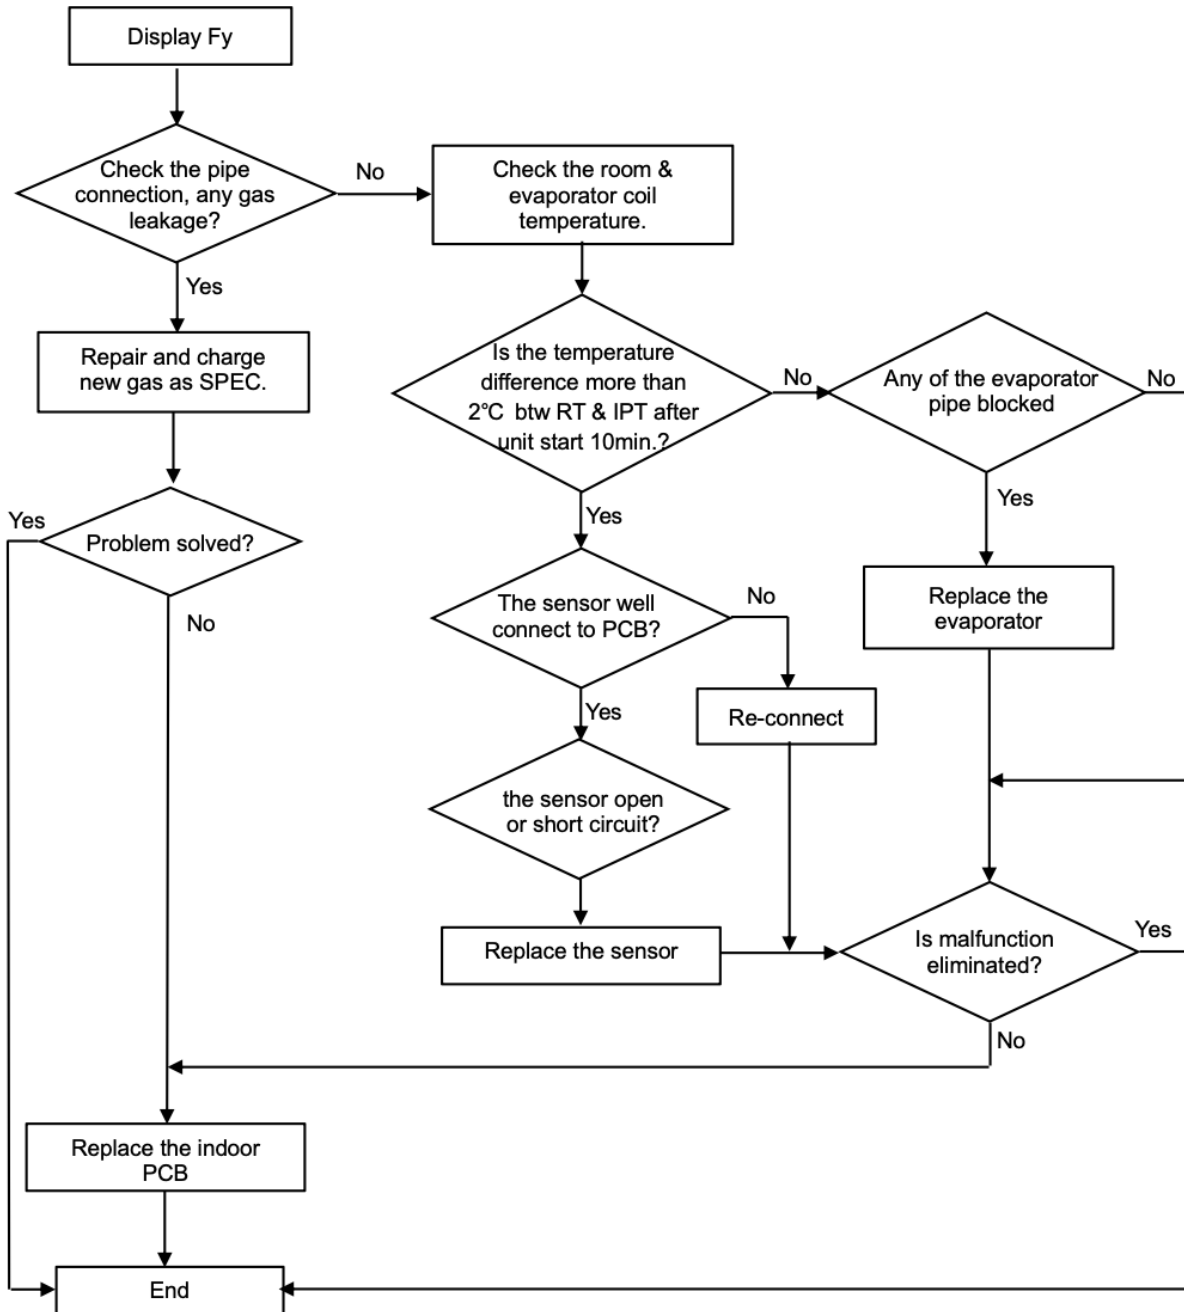 Display Fy
Check the pipe
connection, any gas
leakage?
No
Check the room &
evaporator coil
temperature.
Yes
Repair and charge
new gas as SPEC.
Is the temperature
difference more than
2℃ btw RT & IPT after
unit start 10min.?
No
Any of the evaporator
pipe blocked
No
Yes
Problem solved?
No
Yes
The sensor well
connect to PCB?
No
Yes
Replace the
evaporator
Re-connect
Yes
the sensor open
or short circuit?
Replace the sensor
Is malfunction
eliminated?
Yes
No
Replace the indoor
PCB
End